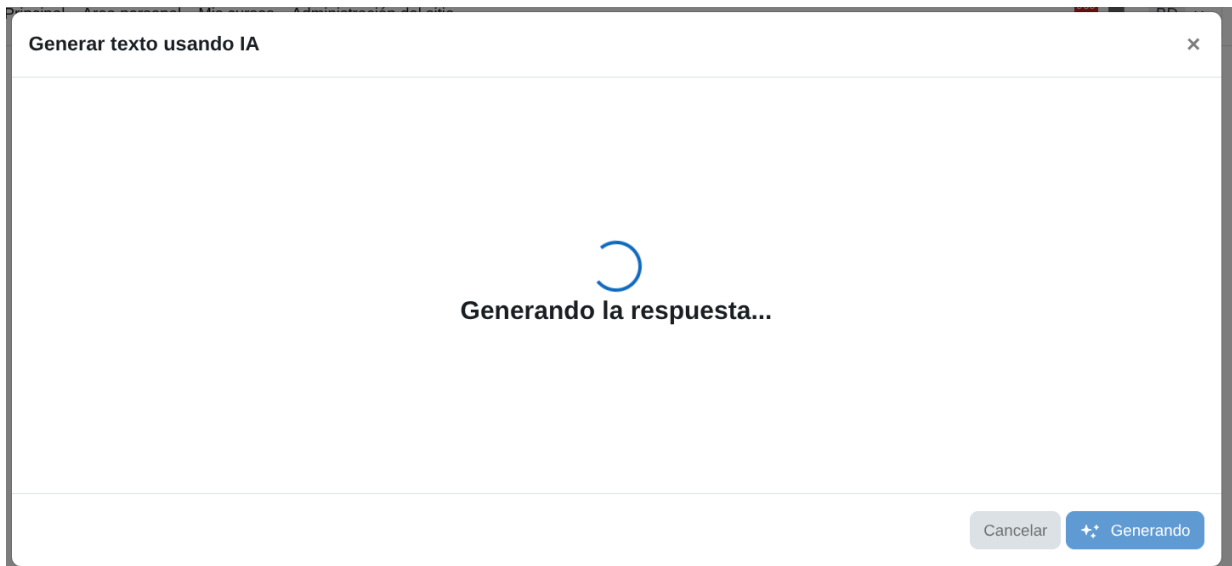 Generar texto usando IA
×
Generando la respuesta...
Cancelar
Generando